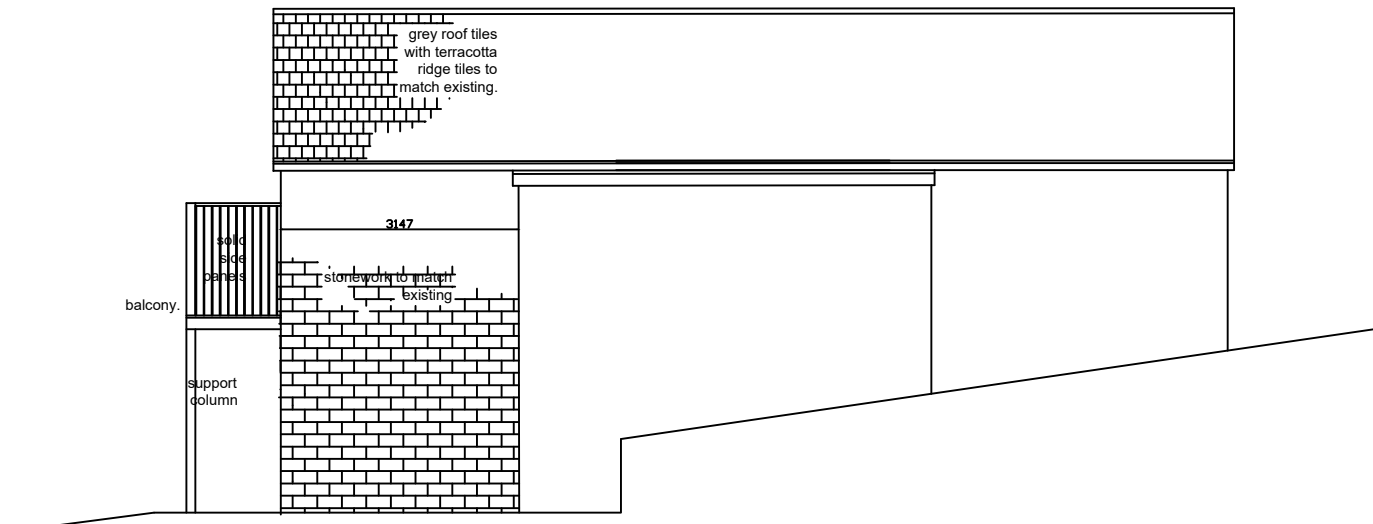 grey roof tiles
with terracotta
ridge tiles to
match existing.
3147
solid
side
panels
stonework to match
existing
balcony.
support
column